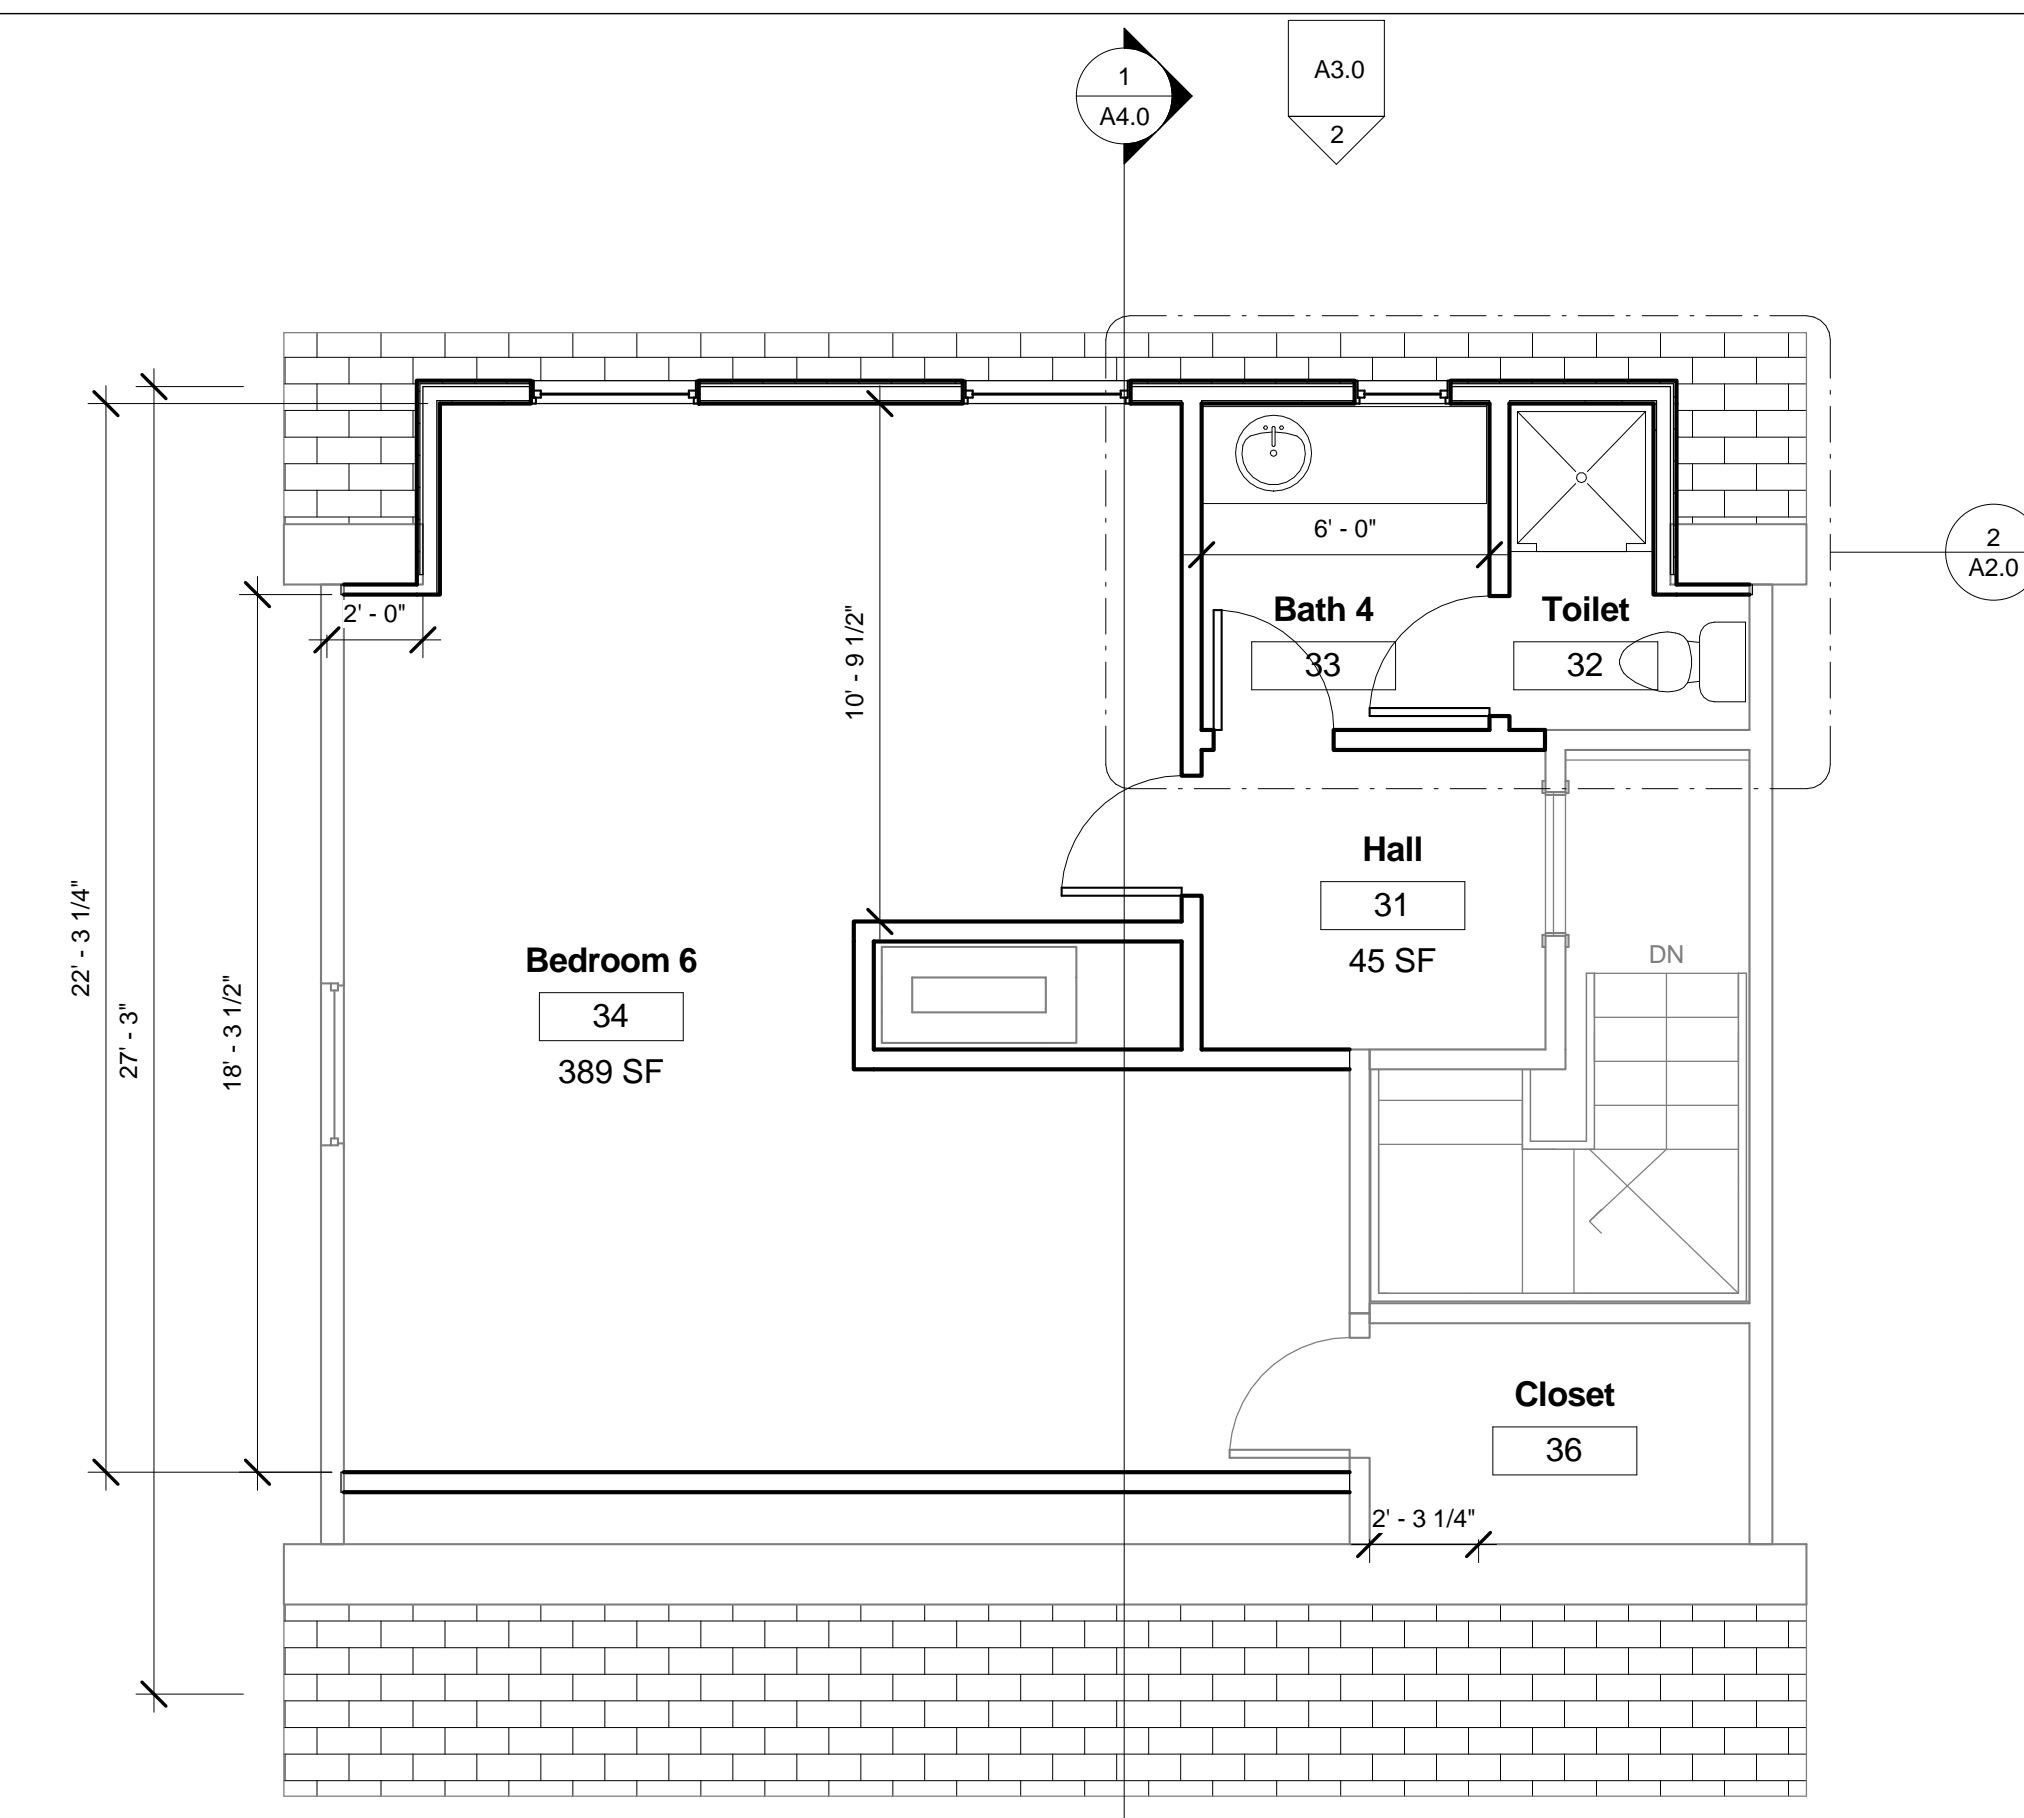 1
A4.0
A3.0
2
2
A2.0
6' - 0"
2' - 0"
10' - 9 1/2"
Bath 4
33
Toilet
32
22' - 3 1/4"
27' - 3"
18' - 3 1/2"
Hall
31
45 SF
Bedroom 6
34
389 SF
DN
Closet
36
2' - 3 1/4"